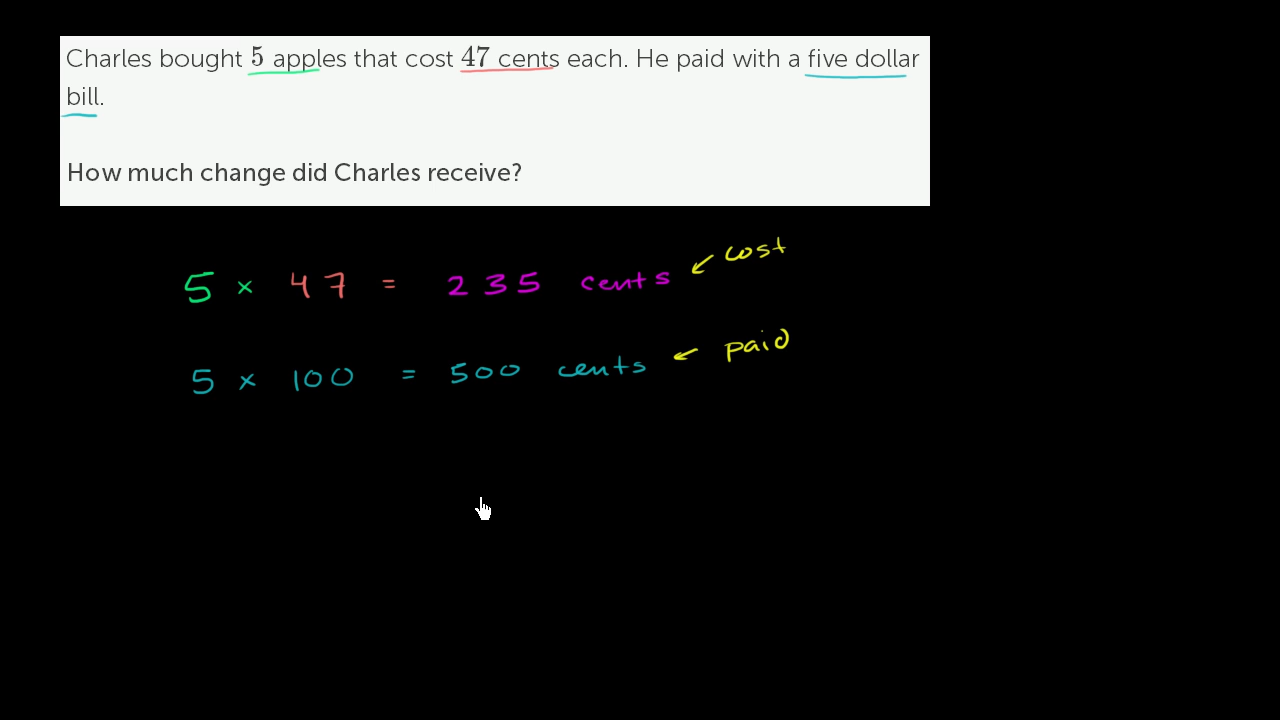 Charles bought 5 apples that cost 47 cents each. He paid with a five dollar
bill.
How much change did Charles receive?
5 × 47 = 235 cents ↙ cost
5 × 100 = 500 cents ← paid